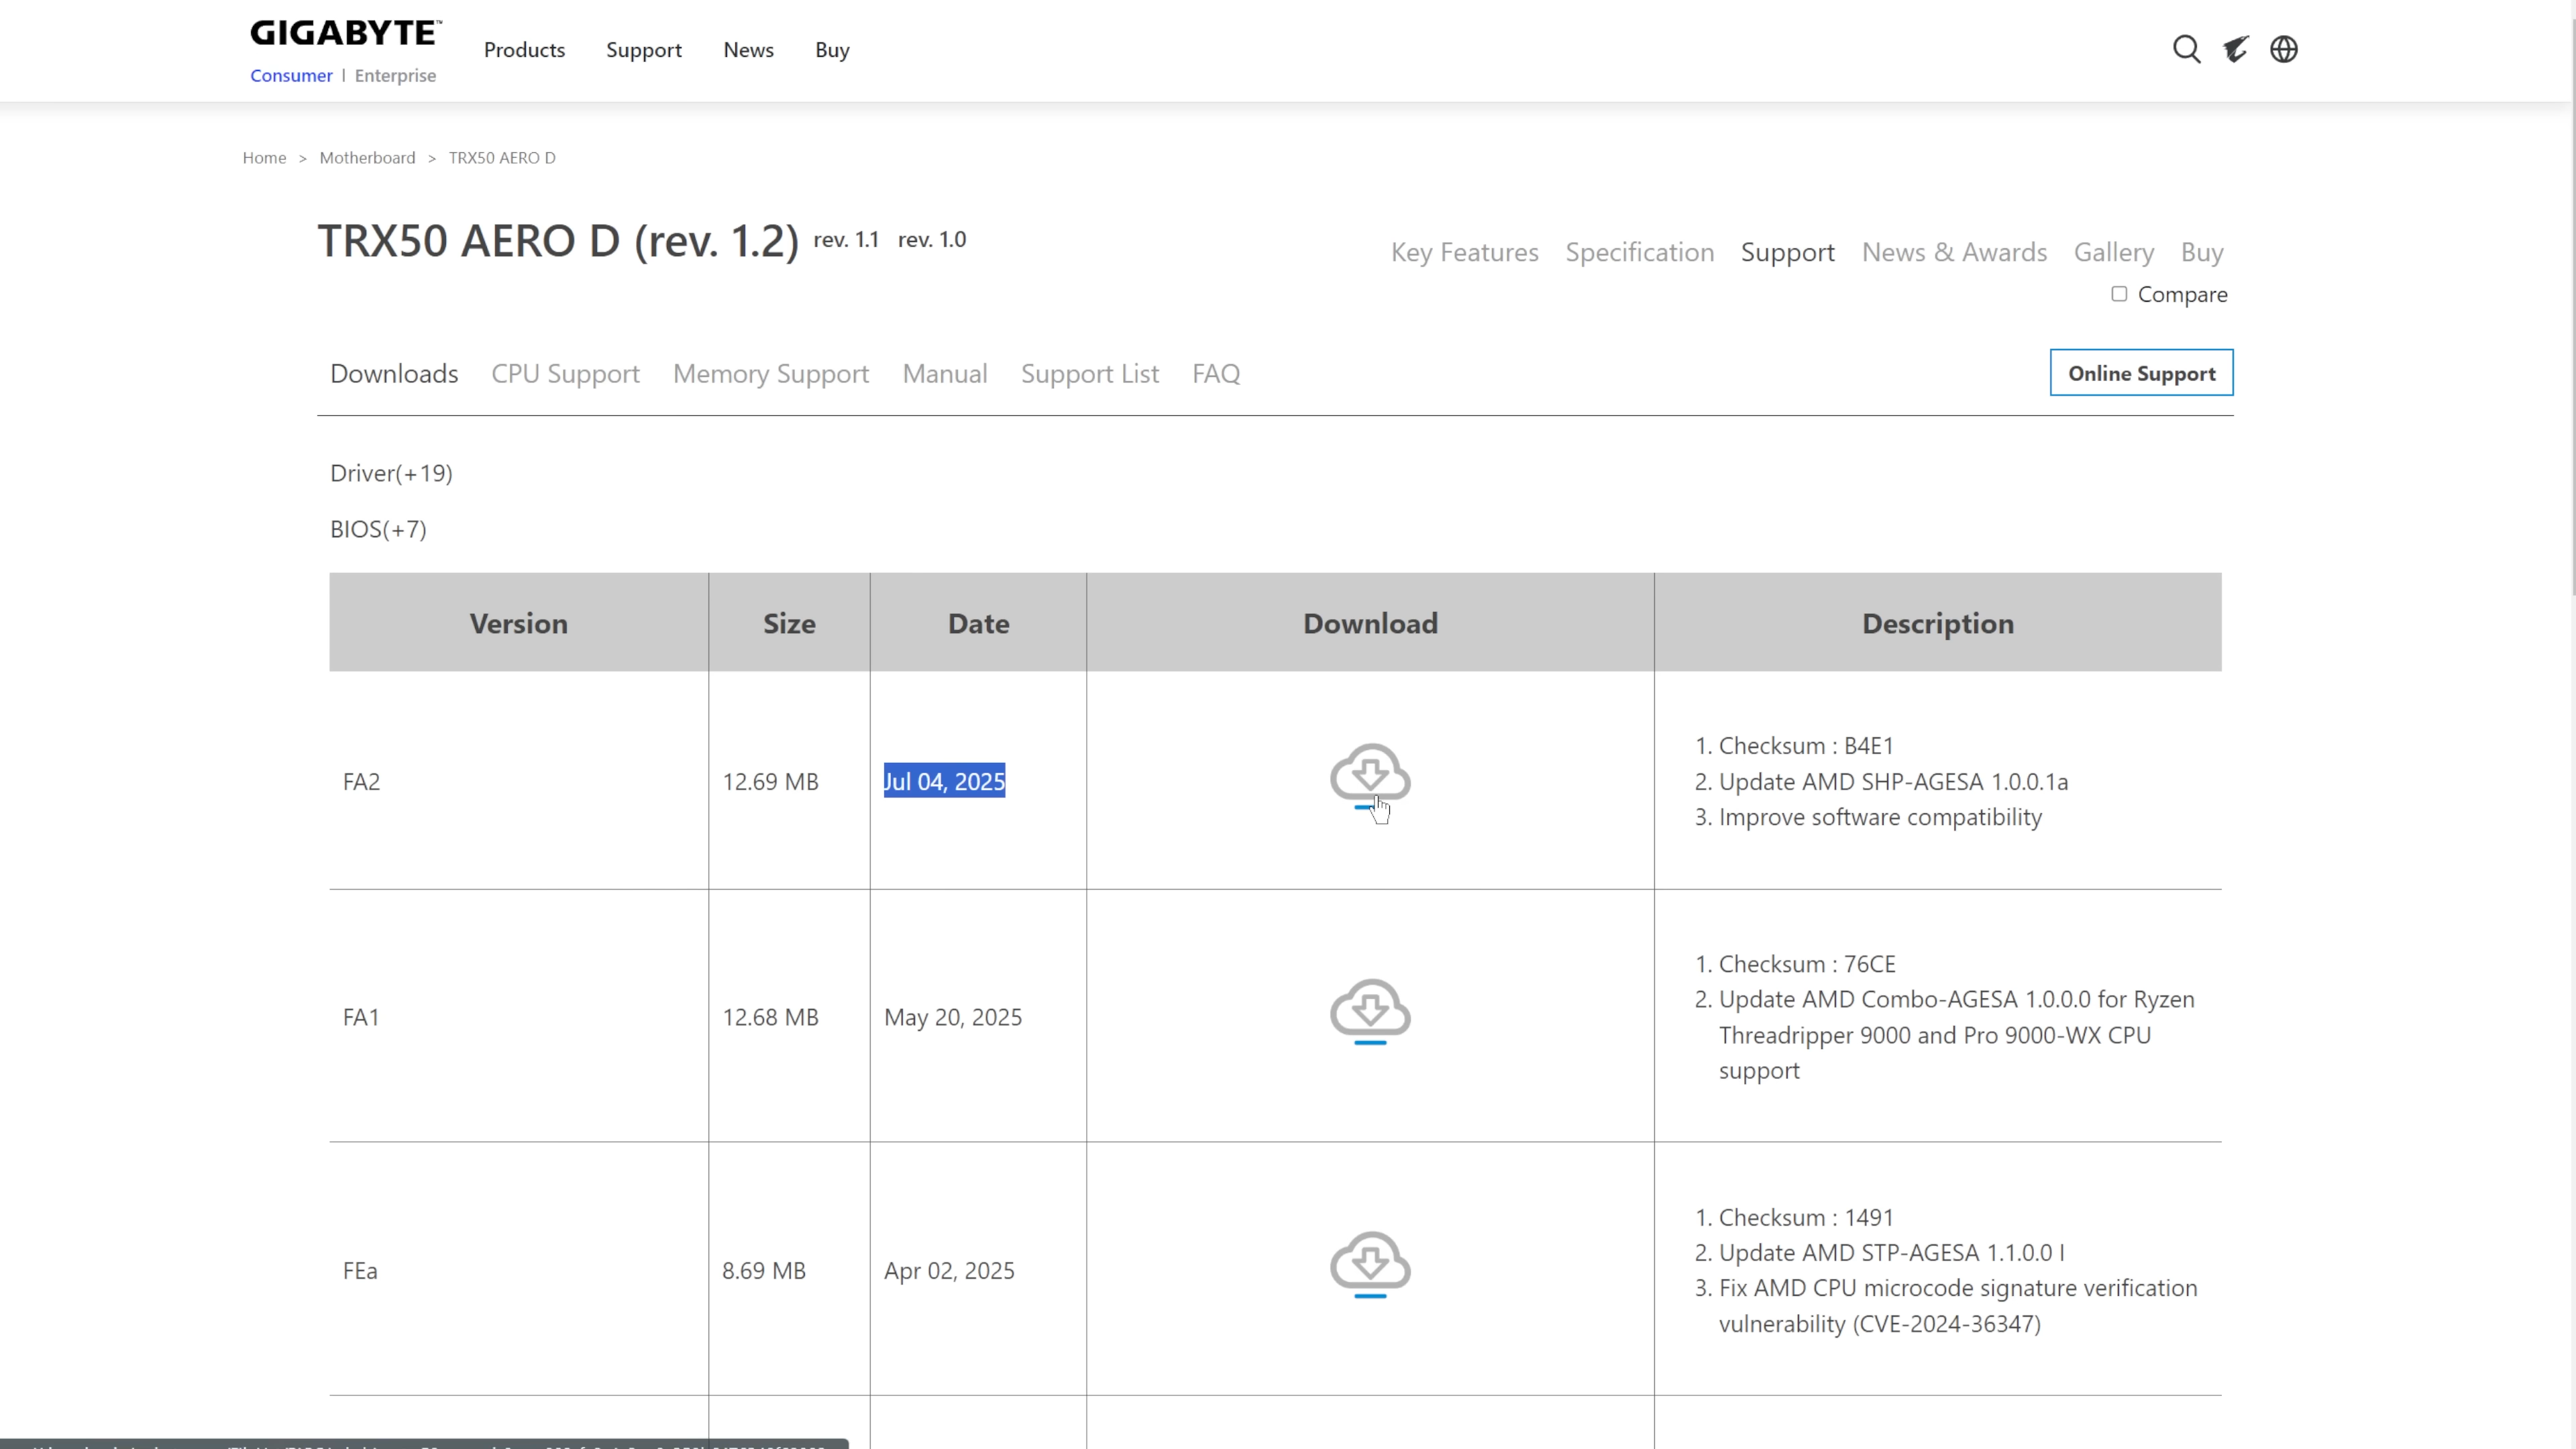 GIGABYTE™
Consumer | Enterprise
Products Support News Buy
Home > Motherboard > TRX50 AERO D
TRX50 AERO D (rev. 1.2) rev. 1.1 rev. 1.0
Key Features Specification Support News & Awards Gallery Buy
Compare
Downloads CPU Support Memory Support Manual Support List FAQ
Online Support
Driver(+19)
BIOS(+7)
Version Size Date Download Description
FA2 12.69 MB Jul 04, 2025
1. Checksum : B4E1
2. Update AMD SHP-AGESA 1.0.0.1a
3. Improve software compatibility
FA1 12.68 MB May 20, 2025
1. Checksum : 76CE
2. Update AMD Combo-AGESA 1.0.0.0 for Ryzen
Threadripper 9000 and Pro 9000-WX CPU
support
FEa 8.69 MB Apr 02, 2025
1. Checksum : 1491
2. Update AMD STP-AGESA 1.1.0.0 I
3. Fix AMD CPU microcode signature verification
vulnerability (CVE-2024-36347)